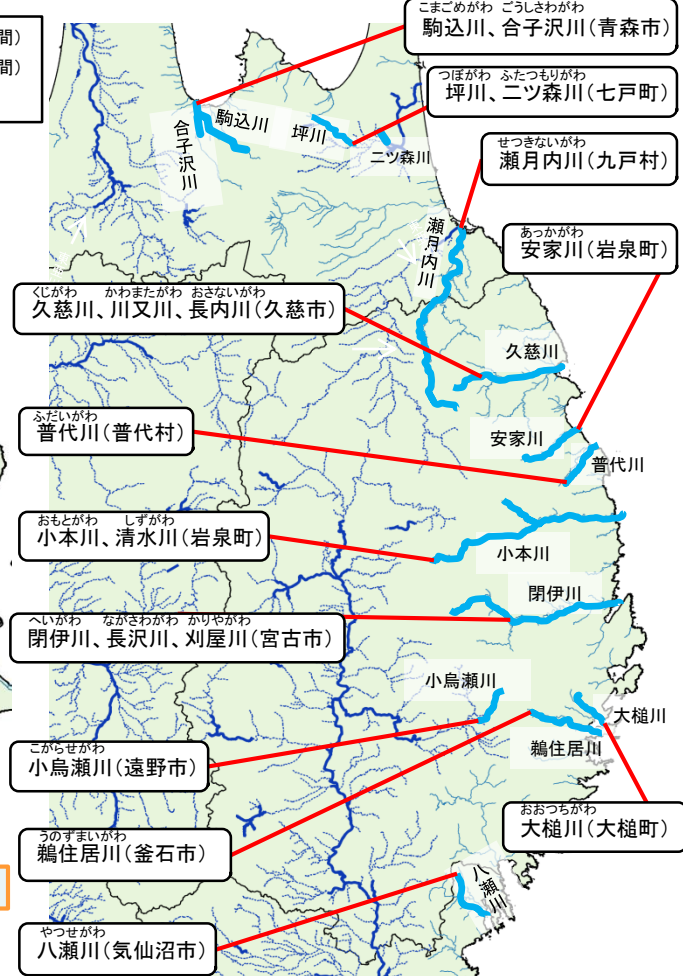 間)
間)
こまごめがわ ごうしさわがわ
駒込川、合子沢川(青森市)
つぼがわ ふたつもりがわ
坪川、二ツ森川(七戸町)
駒込川
坪川
合子沢川
二ツ森川
せつきないがわ
瀬月内川(九戸村)
瀬月内川
あっかがわ
安家川(岩泉町)
くじがわ かわまたがわ おさないがわ
久慈川、川又川、長内川(久慈市)
久慈川
ふだいがわ
普代川(普代村)
安家川
普代川
おもとがわ しずがわ
小本川、清水川(岩泉町)
小本川
閉伊川
へいがわ ながさわがわ かりやがわ
閉伊川、長沢川、刈屋川(宮古市)
小烏瀬川
大槌川
鵜住居川
こがらせがわ
小烏瀬川(遠野市)
おおつちがわ
大槌川(大槌町)
うのずまいがわ
鵜住居川(釜石市)
八瀬川
やつせがわ
八瀬川(気仙沼市)